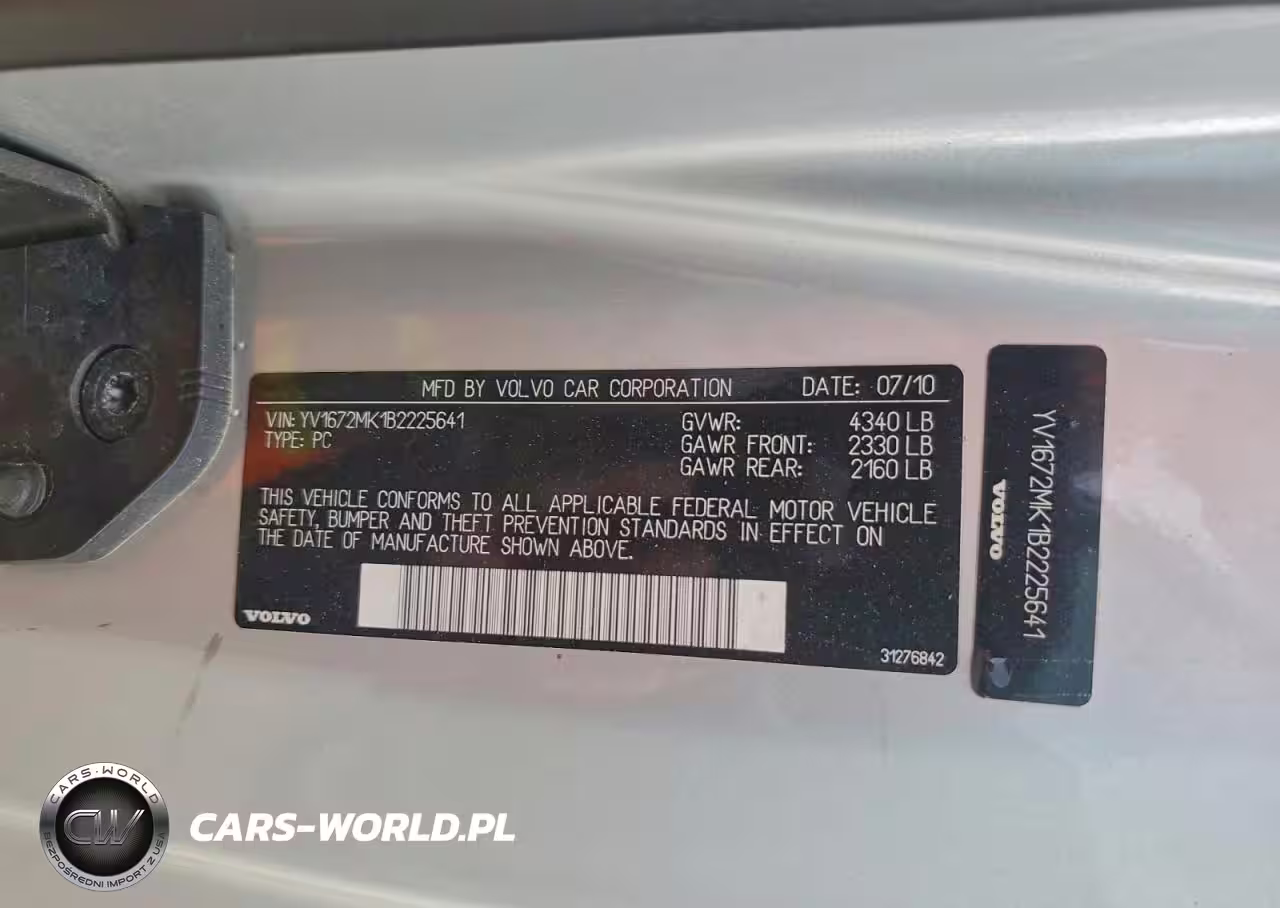 MFD BY VOLVO CAR CORPORATION DATE: 07/10
VIN: YV1672MK1B2225641
GVWR: 4340 LB
TYPE: PC
GAWR FRONT: 2330 LB
GAWR REAR: 2160 LB
THIS VEHICLE CONFORMS TO ALL APPLICABLE FEDERAL MOTOR VEHICLE
SAFETY, BUMPER AND THEFT PREVENTION STANDARDS IN EFFECT ON
THE DATE OF MANUFACTURE SHOWN ABOVE.
VOLVO
31276842
VOLVO
YV1672MK1B2225641
CARS-WORLD
CW
BEZPOŚREDNI IMPORT Z USA
CARS-WORLD.PL